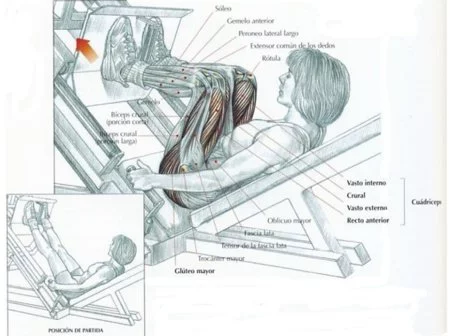 Sóleo
Gemelo anterior
Peroneo lateral largo
Extensor común de los dedos
Rótula
Gemelo
Bíceps crural
(porción corta)
Bíceps crural
(porción larga)
Vasto interno
Crural
Vasto externo
Recto anterior
Cuádriceps
Oblicuo mayor
Fascia lata
Tensor de la fascia lata
Trocánter mayor
Glúteo mayor
POSICIÓN DE PARTIDA